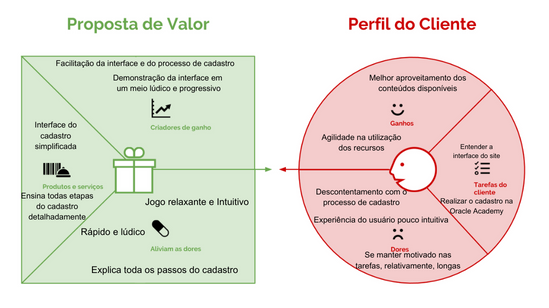 Proposta de Valor
Perfil do Cliente
Facilitação da interface e do processo de cadastro
Demonstração da interface em
um meio lúdico e progressivo
Criadores de ganho
Interface do
cadastro
simplificada
Produtos e serviços
Ensina todas etapas
do cadastro
detalhadamente
Jogo relaxante e Intuitivo
Rápido e lúdico
Aliviam as dores
Explica toda os passos do cadastro
Melhor aproveitamento dos
conteúdos disponíveis
Ganhos
Agilidade na utilização
dos recursos
Entender a
interface do site
Tarefas do
cliente
Realizar o cadastro na
Oracle Academy
Descontentamento com o
processo de cadastro
Experiência do usuário pouco intuitiva
Dores
Se manter motivado nas
tarefas, relativamente, longas